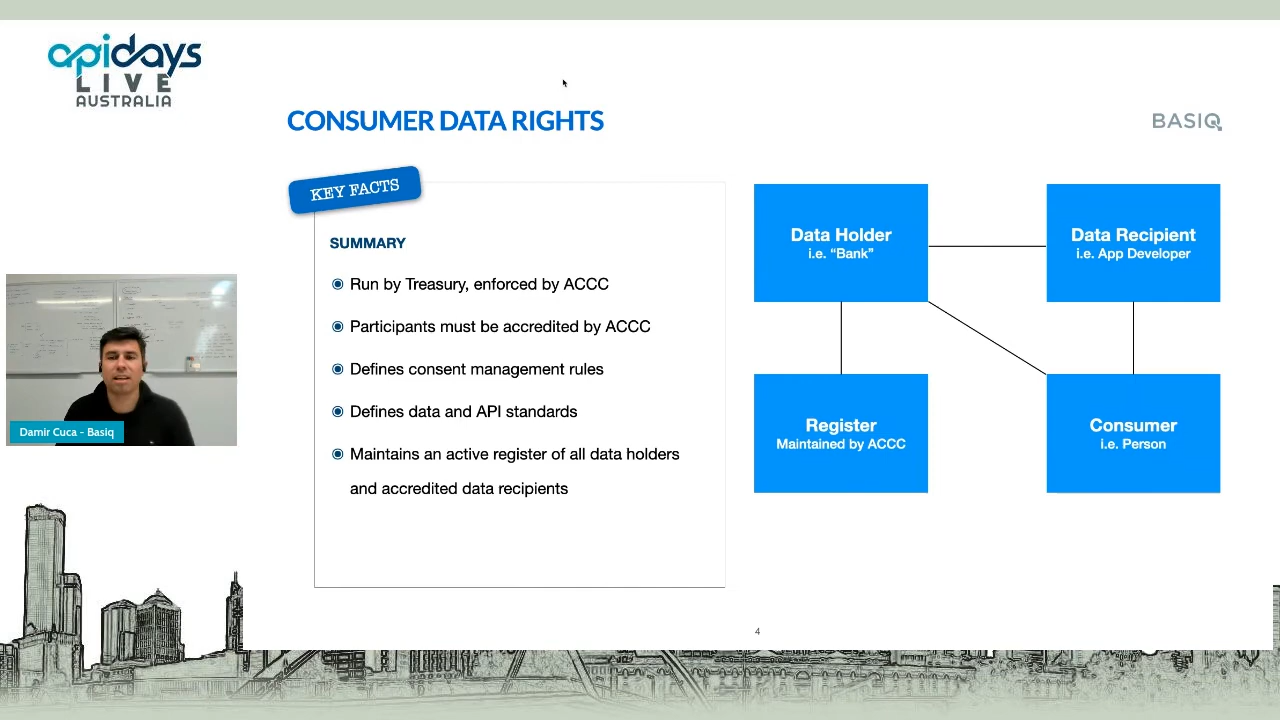 apidays
LIVE
AUSTRALIA
CONSUMER DATA RIGHTS
BASIQ
KEY FACTS
SUMMARY
Run by Treasury, enforced by ACCC
Participants must be accredited by ACCC
Defines consent management rules
Defines data and API standards
Maintains an active register of all data holders
and accredited data recipients
Data Holder
i.e. “Bank”
Data Recipient
i.e. App Developer
Register
Maintained by ACCC
Consumer
i.e. Person
Damir Cuca - Basiq
4